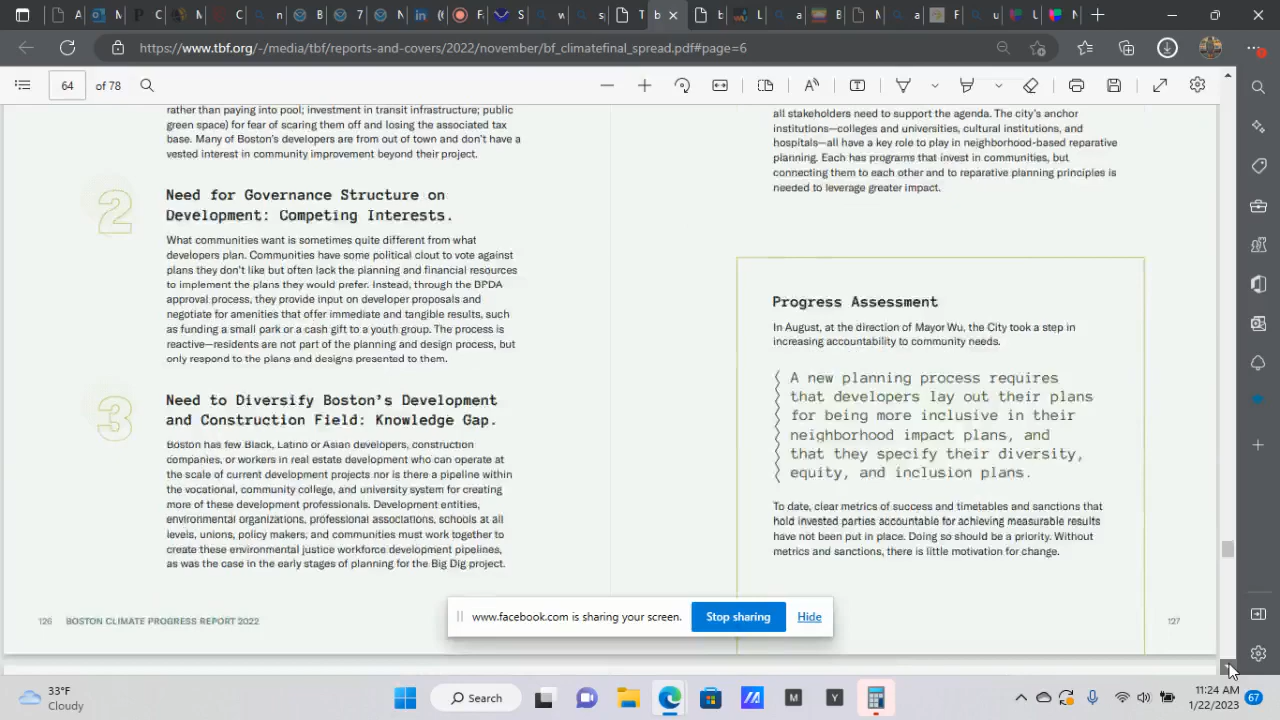 https://www.tbf.org/-/media/tbf/reports-and-covers/2022/november/bf_climatefinal_spread.pdf#page=6
64 of 78
rather than paying into pool; investment in transit infrastructure; public
green space) for fear of scaring them off and losing the associated tax
base. Many of Boston's developers are from out of town and don't have a
vested interest in community improvement beyond their project.
2
Need for Governance Structure on
Development: Competing Interests.
What communities want is sometimes quite different from what
developers plan. Communities have some political clout to vote against
plans they don't like but often lack the planning and financial resources
to implement the plans they would prefer. Instead, through the BPDA
approval process, they provide input on developer proposals and
negotiate for amenities that offer immediate and tangible results, such
as funding a small park or a cash gift to a youth group. The process is
reactive—residents are not part of the planning and design process, but
only respond to the plans and designs presented to them.
3
Need to Diversify Boston's Development
and Construction Field: Knowledge Gap.
Boston has few Black, Latino or Asian developers, construction
companies, or workers in real estate development who can operate at
the scale of current development projects nor is there a pipeline within
the vocational, community college, and university system for creating
more of these development professionals. Development entities,
environmental organizations, professional associations, schools at all
levels, unions, policy makers, and communities must work together to
create these environmental justice workforce development pipelines,
as was the case in the early stages of planning for the Big Dig project.
126 BOSTON CLIMATE PROGRESS REPORT 2022
all stakeholders need to support the agenda. The city's anchor
institutions—colleges and universities, cultural institutions, and
hospitals—all have a key role to play in neighborhood-based reparative
planning. Each has programs that invest in communities, but
connecting them to each other and to reparative planning principles is
needed to leverage greater impact.
Progress Assessment
In August, at the direction of Mayor Wu, the City took a step in
increasing accountability to community needs.
A new planning process requires
that developers lay out their plans
for being more inclusive in their
neighborhood impact plans, and
that they specify their diversity,
equity, and inclusion plans.
To date, clear metrics of success and timetables and sanctions that
hold invested parties accountable for achieving measurable results
have not been put in place. Doing so should be a priority. Without
metrics and sanctions, there is little motivation for change.
127
www.facebook.com is sharing your screen. Stop sharing Hide
33°F
Cloudy
Search
M
Y
11:24 AM
1/22/2023
67